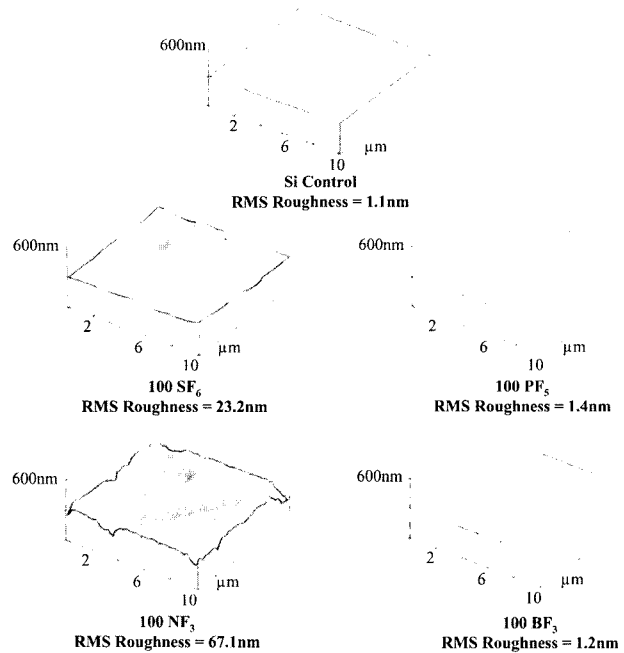 600nm
2
6
10
µm
Si Control
RMS Roughness = 1.1nm
600nm
2
6
10
µm
100 SF₆
RMS Roughness = 23.2nm
600nm
2
6
10
µm
100 PF₅
RMS Roughness = 1.4nm
600nm
2
6
10
µm
100 NF₃
RMS Roughness = 67.1nm
600nm
2
6
10
µm
100 BF₃
RMS Roughness = 1.2nm